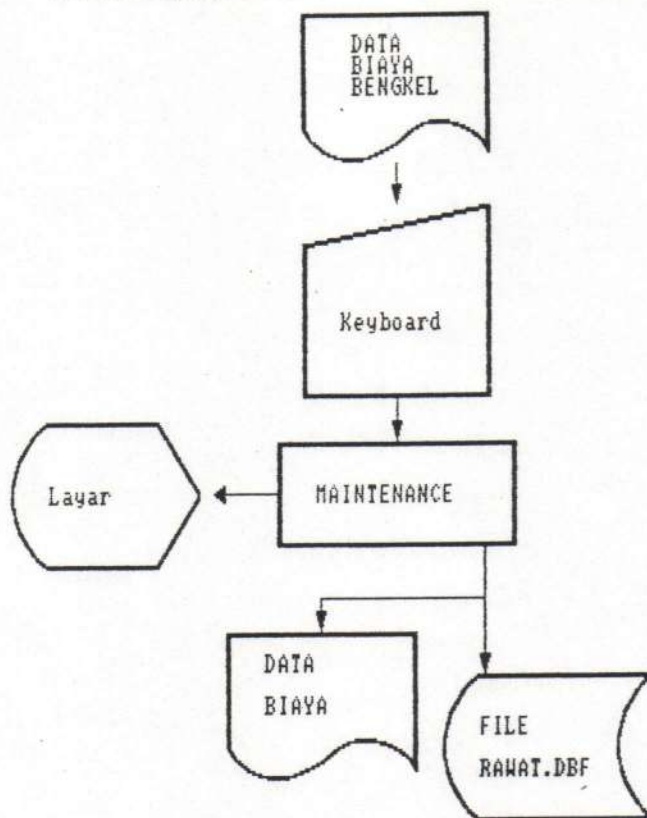 DATA
BIAYA
BENGKEL
Keyboard
Layar
MAINTENANCE
DATA
BIAYA
FILE
RAWAT.DBF